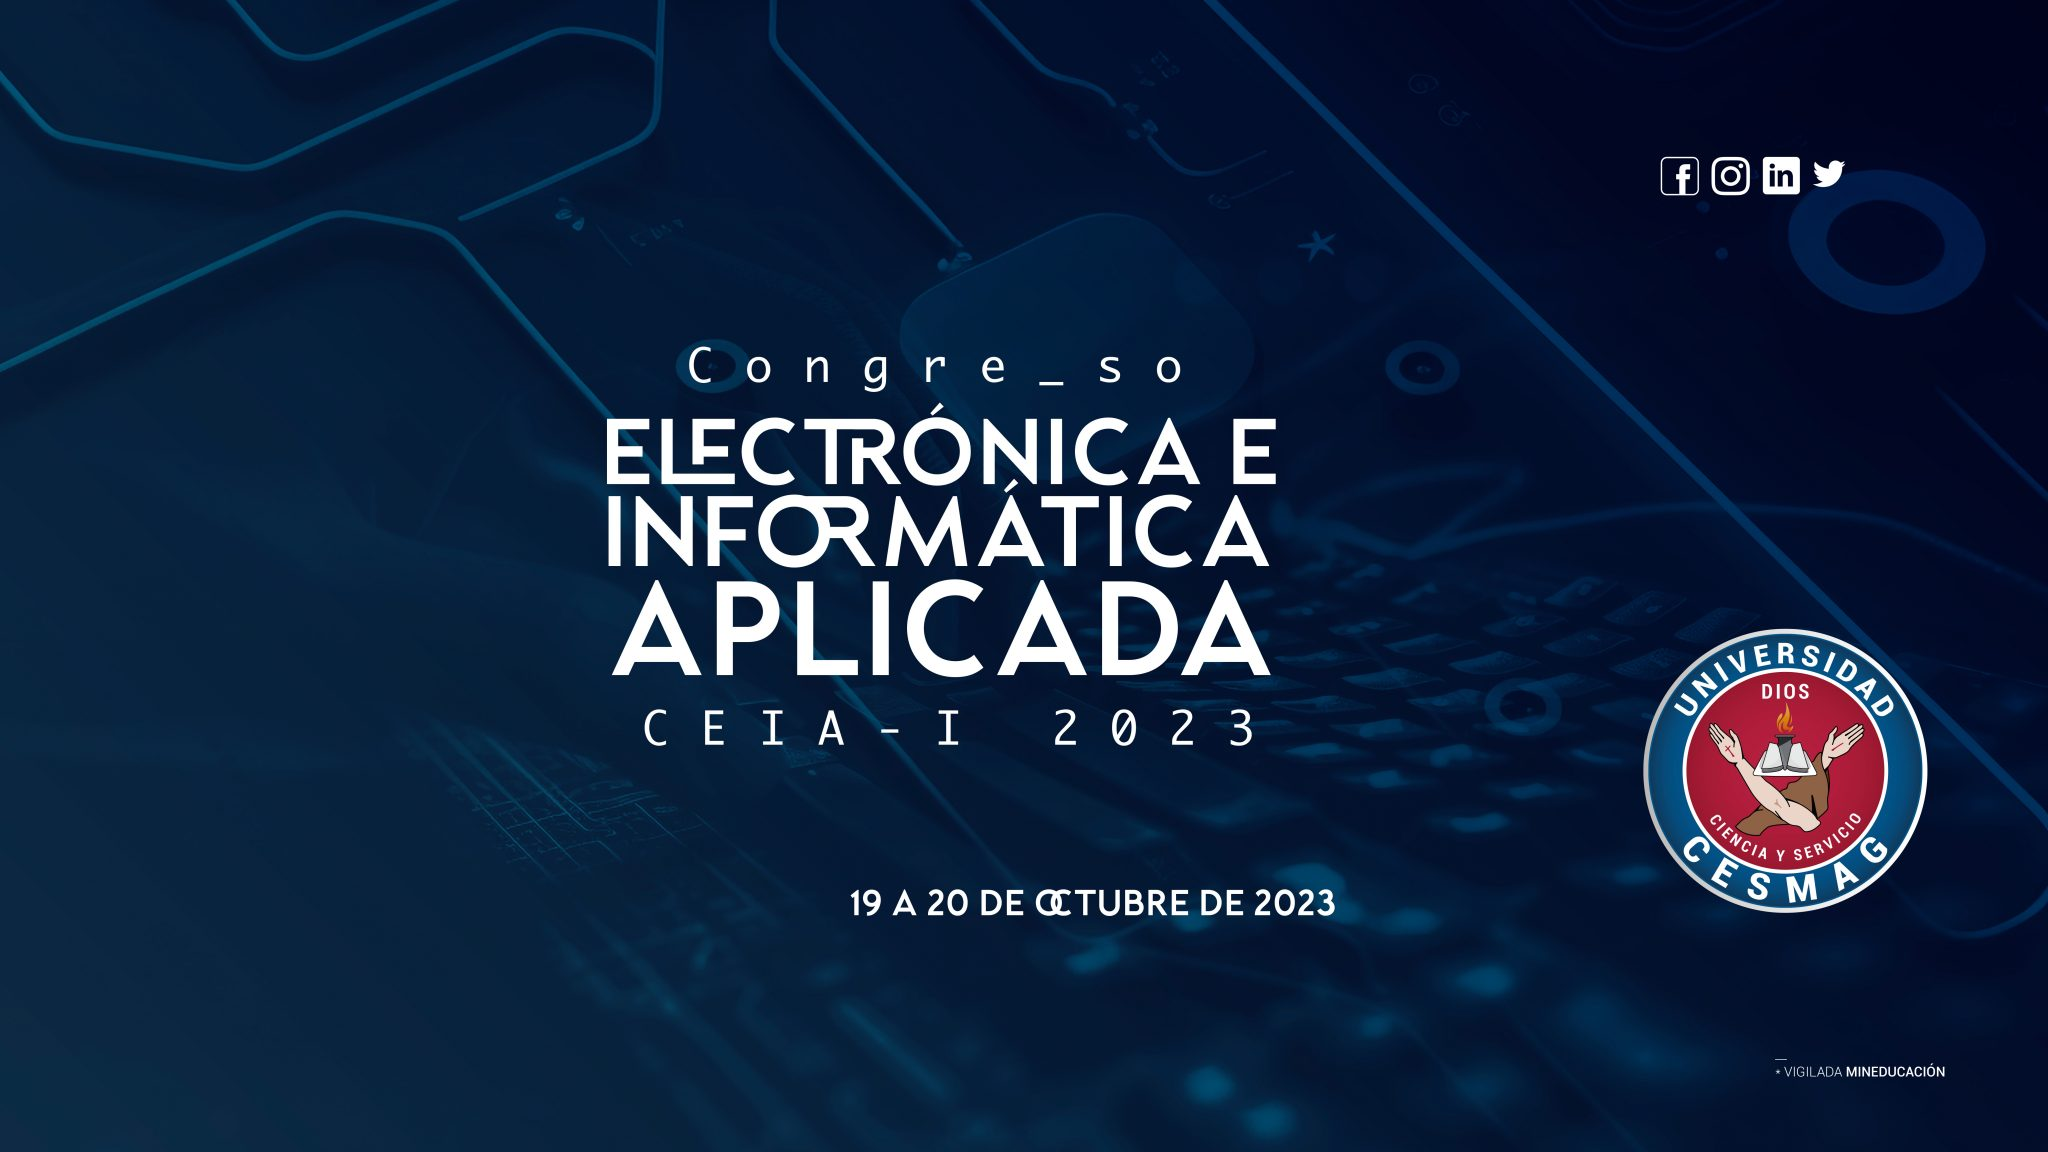 Congre_so
ELECTRÓNICA E
INFORMÁTICA
APLICADA
CEIA-I 2023
19 A 20 DE OCTUBRE DE 2023
UNIVERSIDAD
DIOS
CIENCIA Y SERVICIO
CESMAG
* VIGILADA MINEDUCACIÓN